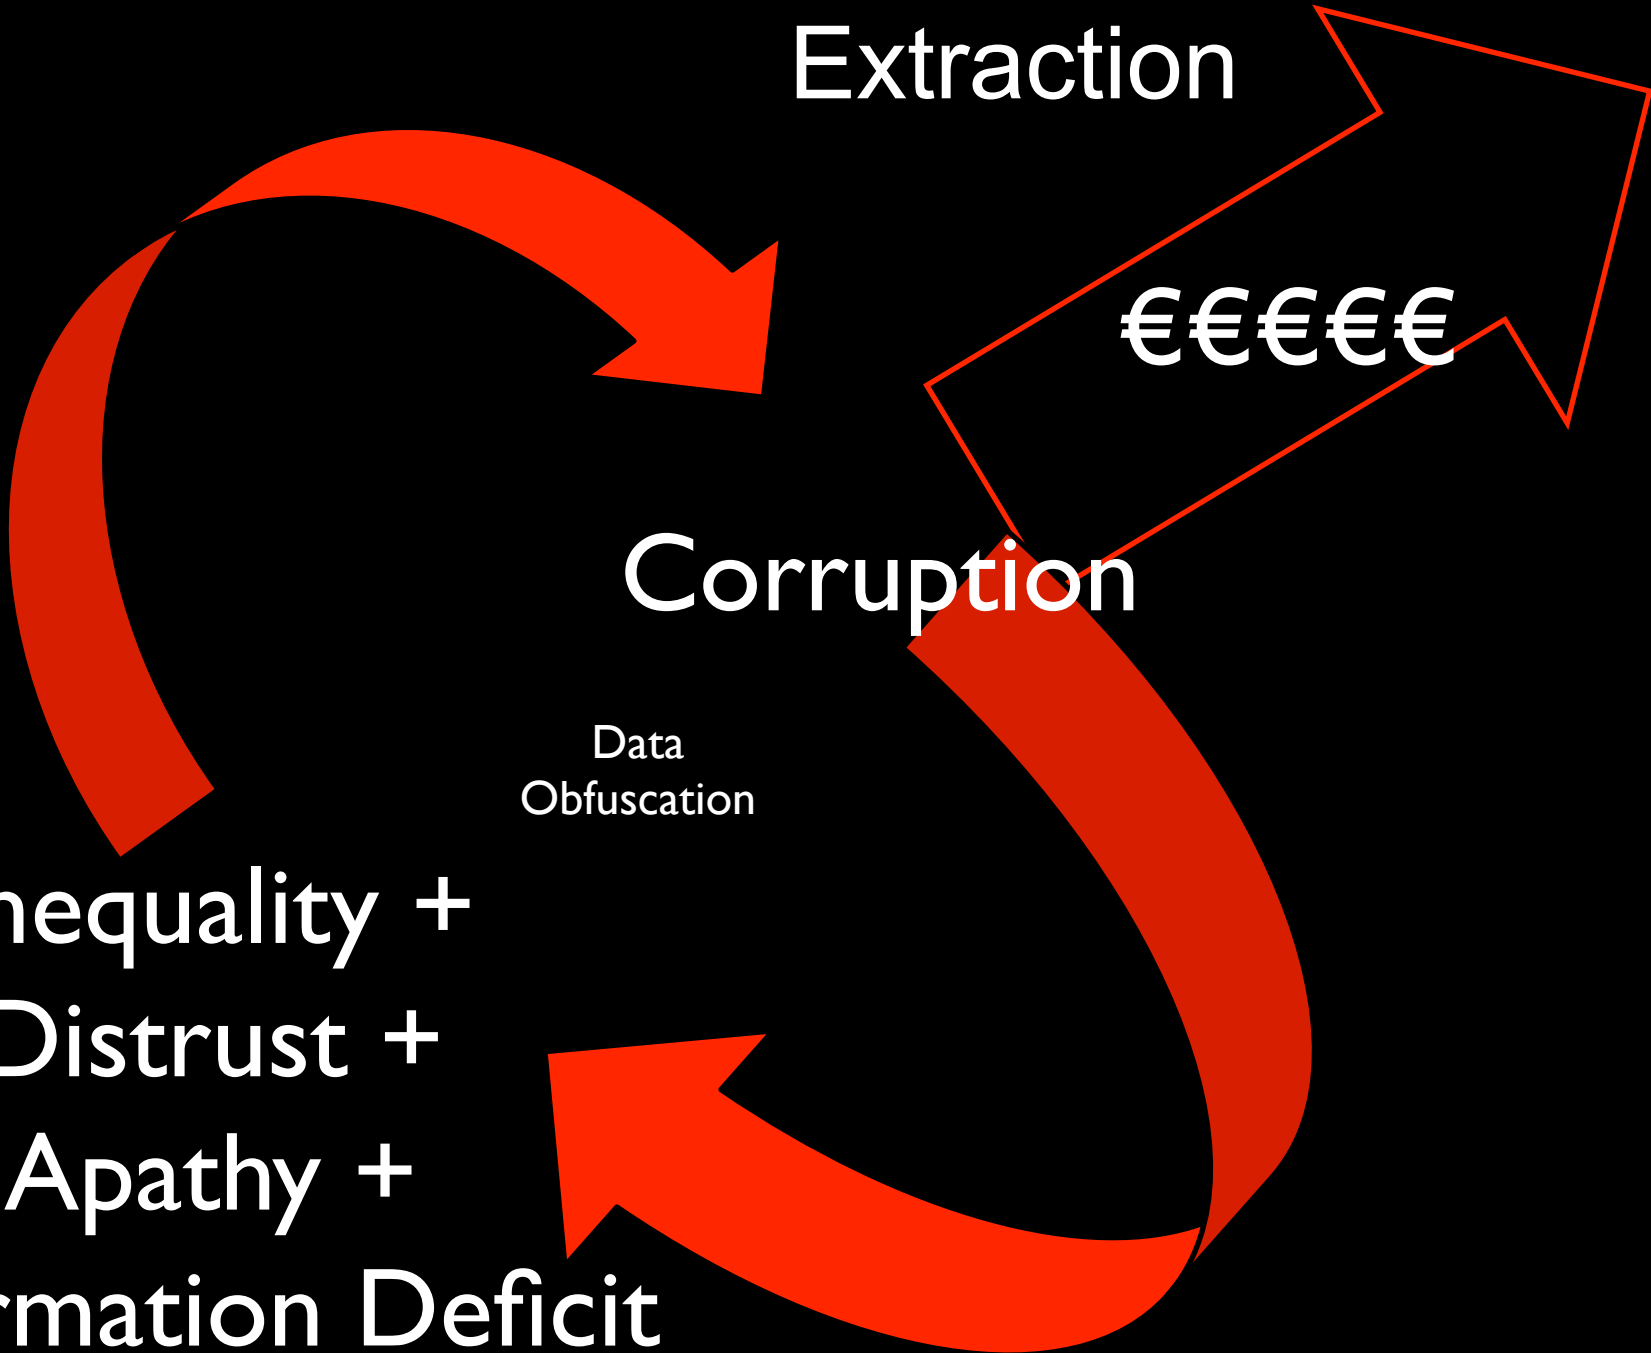 Extraction
€€€€€
Corruption
Data
Obfuscation
nequality +
Distrust +
Apathy +
rmation Deficit